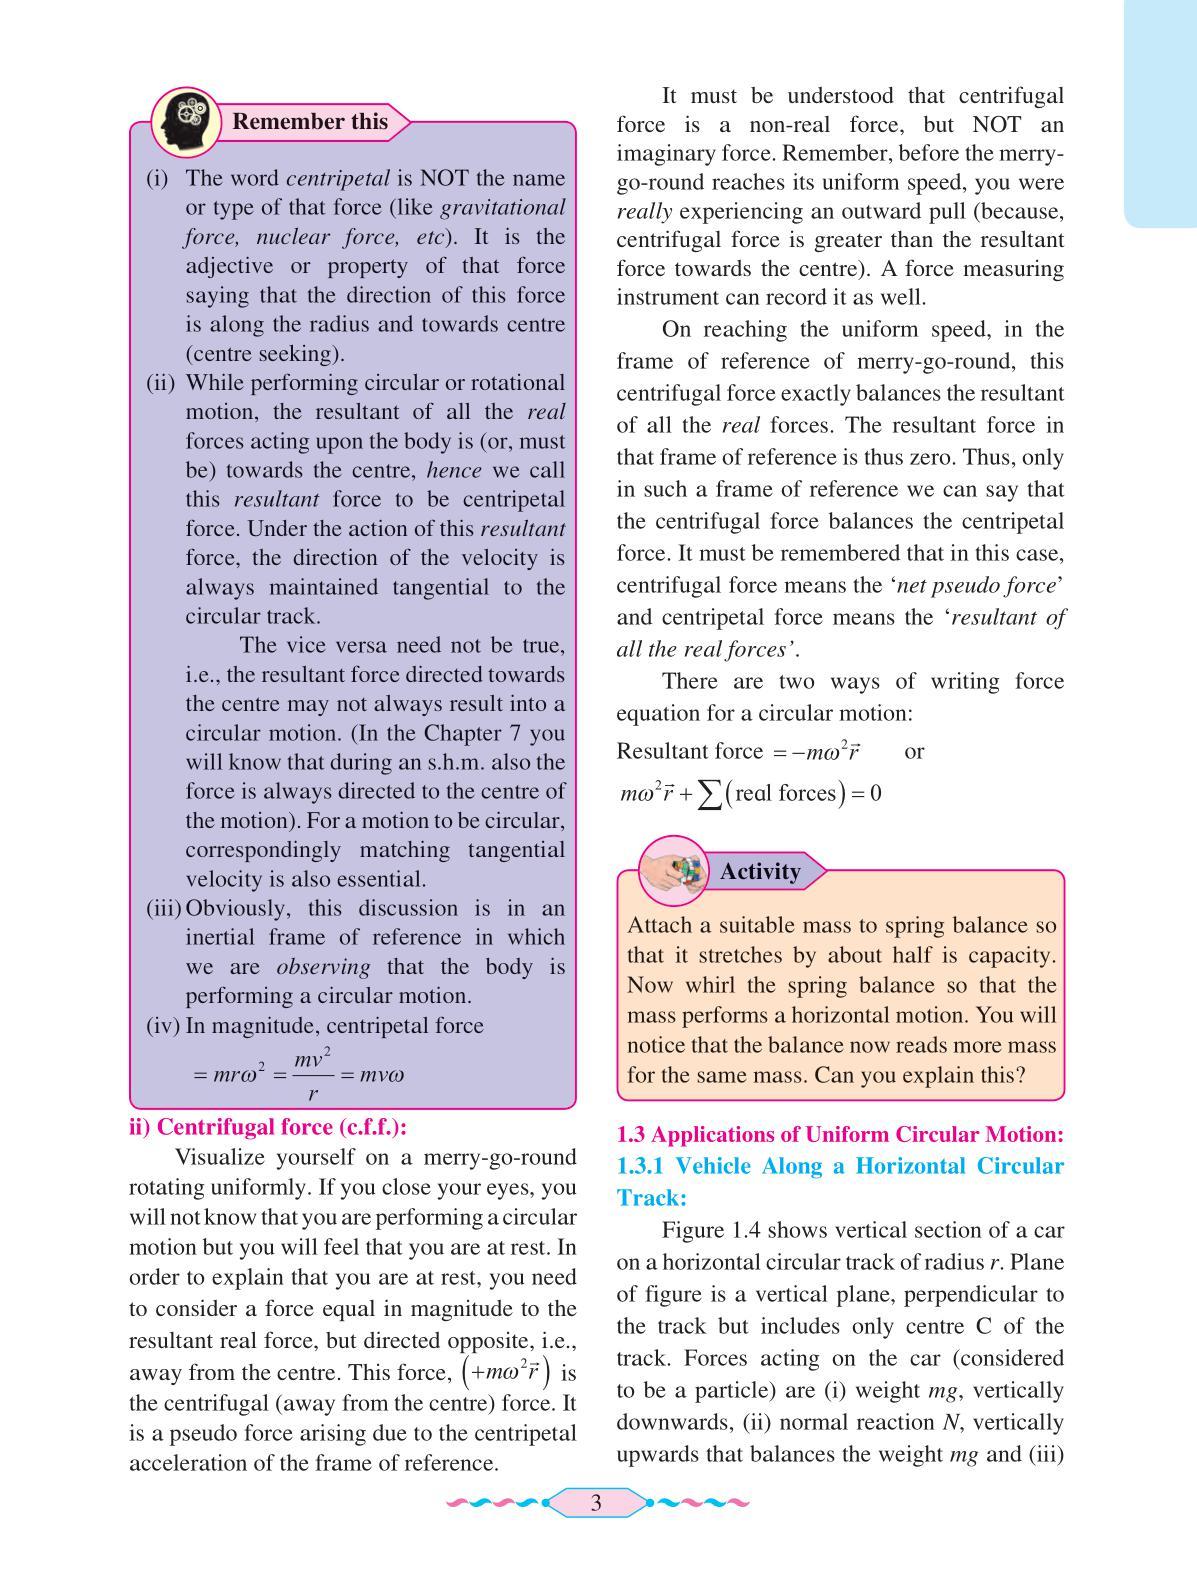 Remember this
(i) The word centripetal is NOT the name
or type of that force (like gravitational
force, nuclear force, etc). It is the
adjective or property of that force
saying that the direction of this force
is along the radius and towards centre
(centre seeking).
(ii) While performing circular or rotational
motion, the resultant of all the real
forces acting upon the body is (or, must
be) towards the centre, hence we call
this resultant force to be centripetal
force. Under the action of this resultant
force, the direction of the velocity is
always maintained tangential to the
circular track.
The vice versa need not be true,
i.e., the resultant force directed towards
the centre may not always result into a
circular motion. (In the Chapter 7 you
will know that during an s.h.m. also the
force is always directed to the centre of
the motion). For a motion to be circular,
correspondingly matching tangential
velocity is also essential.
(iii) Obviously, this discussion is in an
inertial frame of reference in which
we are observing that the body is
performing a circular motion.
(iv) In magnitude, centripetal force
= mrω² = mv²/r = mvω
ii) Centrifugal force (c.f.f.):
Visualize yourself on a merry-go-round
rotating uniformly. If you close your eyes, you
will not know that you are performing a circular
motion but you will feel that you are at rest. In
order to explain that you are at rest, you need
to consider a force equal in magnitude to the
resultant real force, but directed opposite, i.e.,
away from the centre. This force, (+mω²r⃗) is
the centrifugal (away from the centre) force. It
is a pseudo force arising due to the centripetal
acceleration of the frame of reference.
It must be understood that centrifugal
force is a non-real force, but NOT an
imaginary force. Remember, before the merry-
go-round reaches its uniform speed, you were
really experiencing an outward pull (because,
centrifugal force is greater than the resultant
force towards the centre). A force measuring
instrument can record it as well.
On reaching the uniform speed, in the
frame of reference of merry-go-round, this
centrifugal force exactly balances the resultant
of all the real forces. The resultant force in
that frame of reference is thus zero. Thus, only
in such a frame of reference we can say that
the centrifugal force balances the centripetal
force. It must be remembered that in this case,
centrifugal force means the ‘net pseudo force’
and centripetal force means the ‘resultant of
all the real forces’.
There are two ways of writing force
equation for a circular motion:
Resultant force = −mω²r⃗ or
mω²r⃗ + ∑(real forces) = 0
Activity
Attach a suitable mass to spring balance so
that it stretches by about half is capacity.
Now whirl the spring balance so that the
mass performs a horizontal motion. You will
notice that the balance now reads more mass
for the same mass. Can you explain this?
1.3 Applications of Uniform Circular Motion:
1.3.1 Vehicle Along a Horizontal Circular
Track:
Figure 1.4 shows vertical section of a car
on a horizontal circular track of radius r. Plane
of figure is a vertical plane, perpendicular to
the track but includes only centre C of the
track. Forces acting on the car (considered
to be a particle) are (i) weight mg, vertically
downwards, (ii) normal reaction N, vertically
upwards that balances the weight mg and (iii)
3